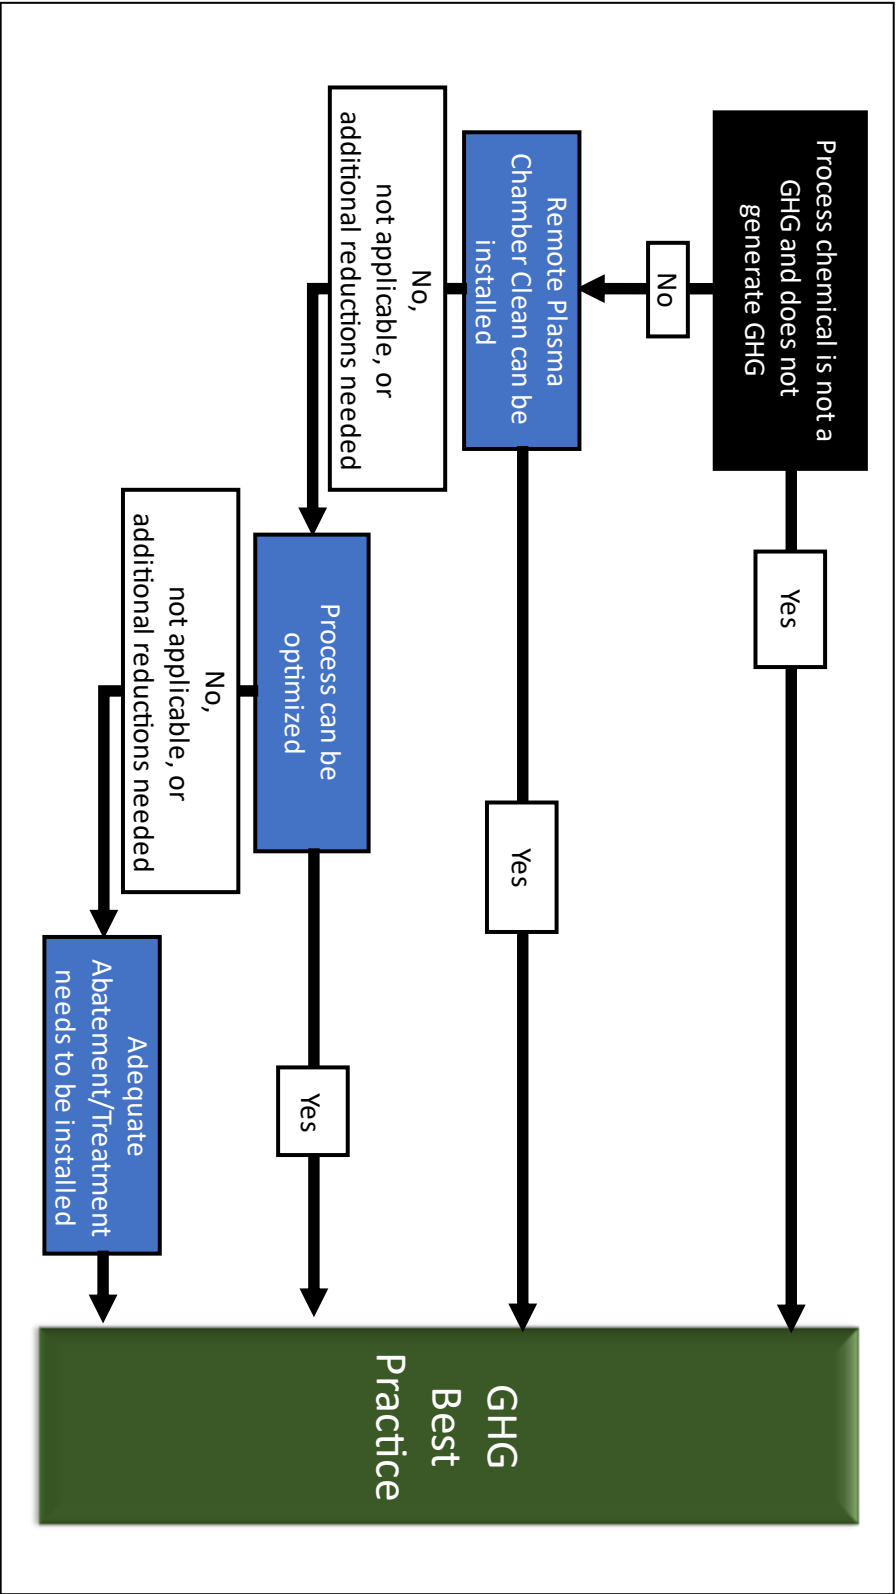 Process chemical is not a
GHG and does not
generate GHG
Yes
No
Remote Plasma
Chamber Clean can be
installed
Yes
No,
not applicable, or
additional reductions needed
Process can be
optimized
Yes
No,
not applicable, or
additional reductions needed
Adequate
Abatement/Treatment
needs to be installed
GHG
Best
Practice